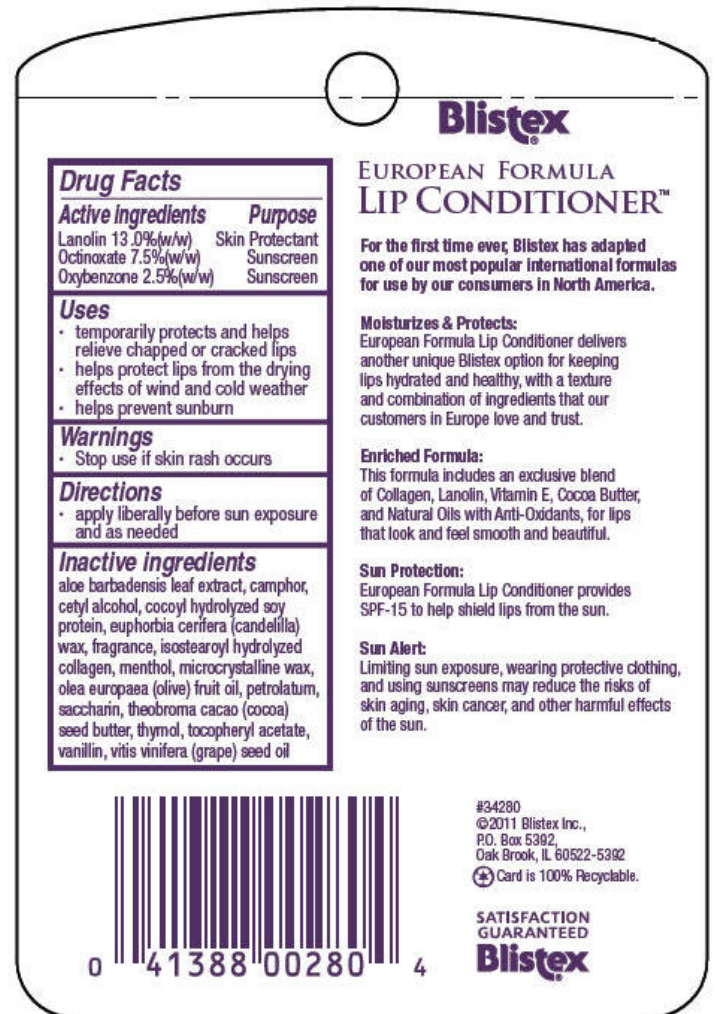 Blistex®
EUROPEAN FORMULA
LIP CONDITIONER™
Drug Facts
Active ingredients Purpose
Lanolin 13 .0%(w/w) Skin Protectant
Octinoxate 7.5%(w/w) Sunscreen
Oxybenzone 2.5%(w/w) Sunscreen
Uses
• temporarily protects and helps
relieve chapped or cracked lips
• helps protect lips from the drying
effects of wind and cold weather
• helps prevent sunburn
Warnings
• Stop use if skin rash occurs
Directions
• apply liberally before sun exposure
and as needed
Inactive ingredients
aloe barbadensis leaf extract, camphor,
cetyl alcohol, cocoyl hydrolyzed soy
protein, euphorbia cerifera (candelilla)
wax, fragrance, isostearoyl hydrolyzed
collagen, menthol, microcrystalline wax,
olea europaea (olive) fruit oil, petrolatum,
saccharin, theobroma cacao (cocoa)
seed butter, thymol, tocopheryl acetate,
vanillin, vitis vinifera (grape) seed oil
For the first time ever, Blistex has adapted
one of our most popular international formulas
for use by our consumers in North America.
Moisturizes & Protects:
European Formula Lip Conditioner delivers
another unique Blistex option for keeping
lips hydrated and healthy, with a texture
and combination of ingredients that our
customers in Europe love and trust.
Enriched Formula:
This formula includes an exclusive blend
of Collagen, Lanolin, Vitamin E, Cocoa Butter,
and Natural Oils with Anti-Oxidants, for lips
that look and feel smooth and beautiful.
Sun Protection:
European Formula Lip Conditioner provides
SPF-15 to help shield lips from the sun.
Sun Alert:
Limiting sun exposure, wearing protective clothing,
and using sunscreens may reduce the risks of
skin aging, skin cancer, and other harmful effects
of the sun.
0 41388 00280 4
#34280
©2011 Blistex Inc.,
P.O. Box 5392,
Oak Brook, IL 60522-5392
Card is 100% Recyclable.
SATISFACTION
GUARANTEED
Blistex®